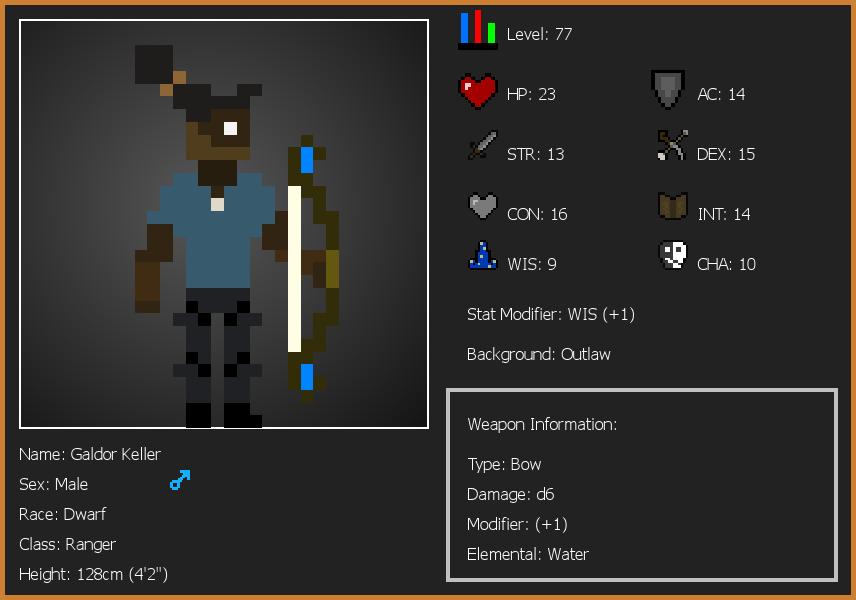 Level: 77
HP: 23
AC: 14
STR: 13
DEX: 15
CON: 16
INT: 14
WIS: 9
CHA: 10
Stat Modifier: WIS (+1)
Background: Outlaw
Weapon Information:
Type: Bow
Damage: d6
Modifier: (+1)
Elemental: Water
Name: Galdor Keller
Sex: Male
Race: Dwarf
Class: Ranger
Height: 128cm (4'2")